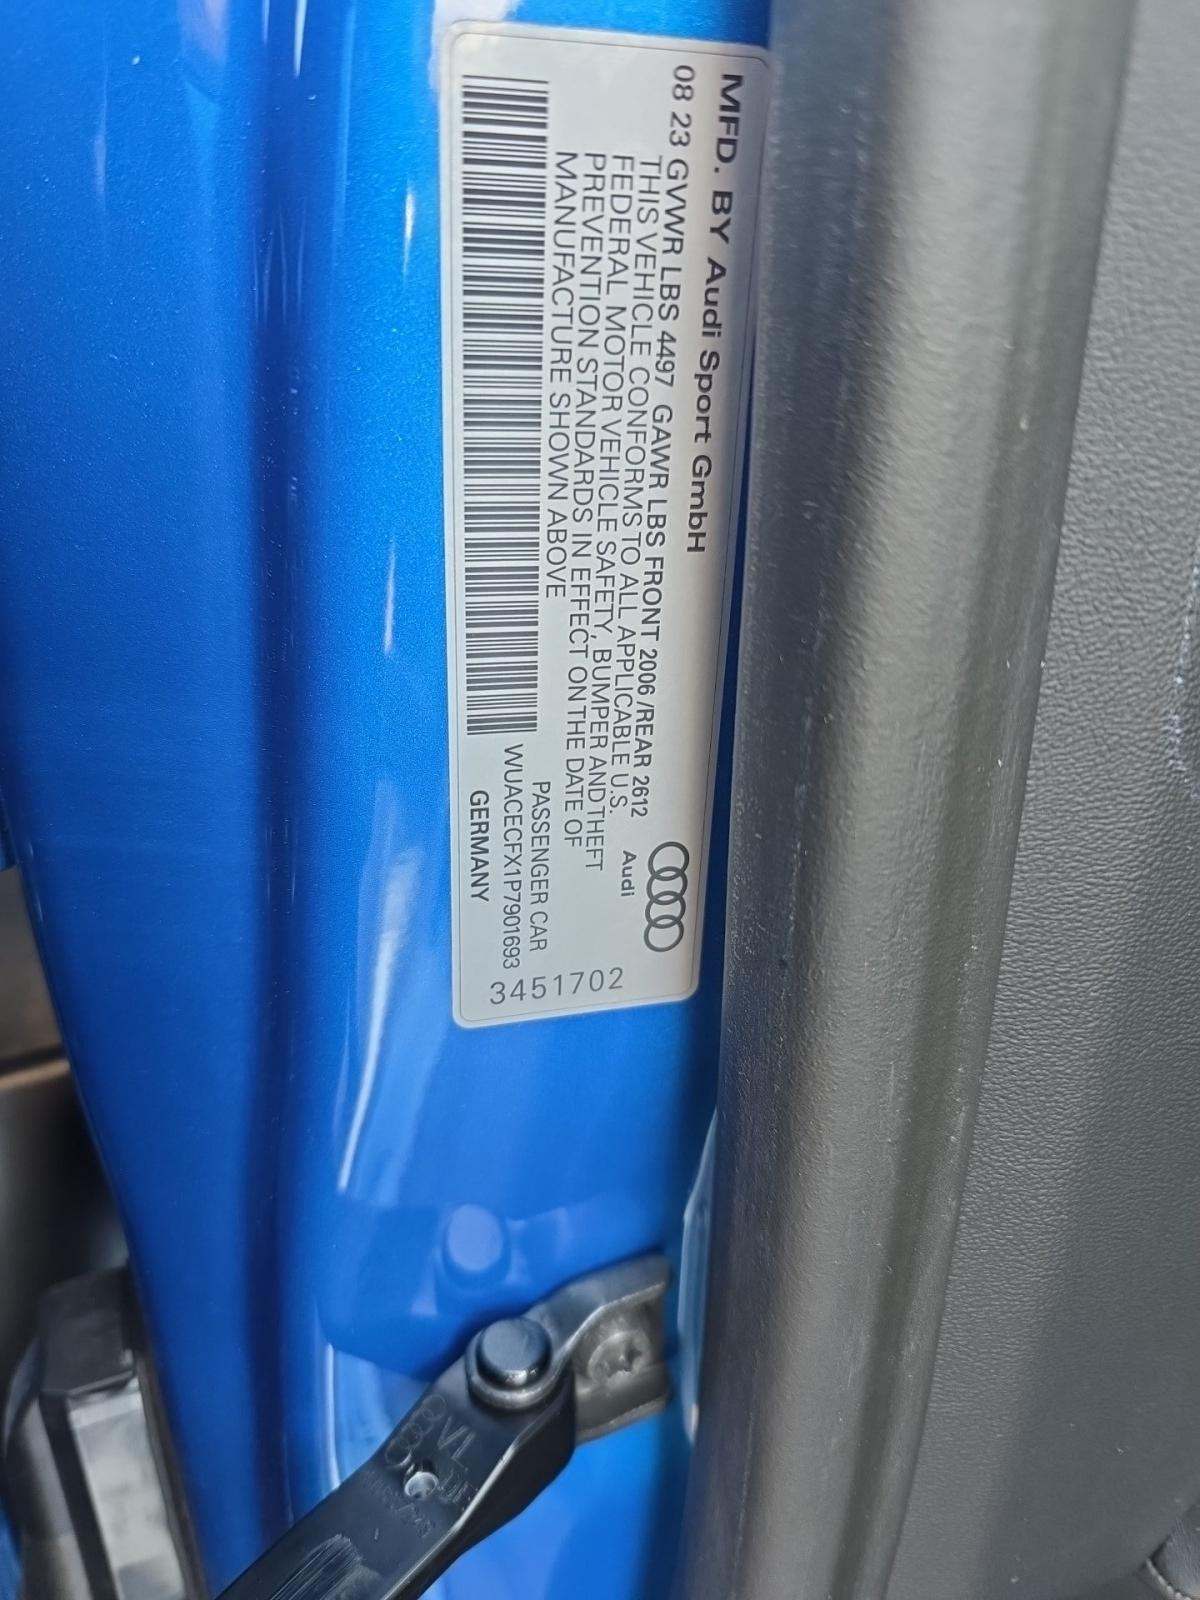 MFD. BY Audi Sport GmbH
08 23 GVWR LBS 4497 GAWR LBS FRONT 2006 /REAR 2612
THIS VEHICLE CONFORMS TO ALL APPLICABLE U.S.
FEDERAL MOTOR VEHICLE SAFETY, BUMPER AND THEFT
PREVENTION STANDARDS IN EFFECT ON THE DATE OF
MANUFACTURE SHOWN ABOVE
Audi
PASSENGER CAR
WUACECFX1P7901693
GERMANY
3451702
VL